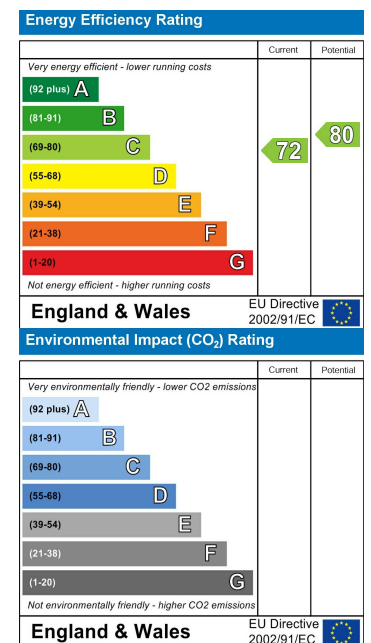 Energy Efficiency Rating
Current Potential
Very energy efficient - lower running costs
(92 plus) A
(81-91) B
(69-80) C
(55-68) D
(39-54) E
(21-38) F
(1-20) G
72
80
Not energy efficient - higher running costs
England & Wales
EU Directive
2002/91/EC
Environmental Impact (CO₂) Rating
Current Potential
Very environmentally friendly - lower CO2 emissions
(92 plus) A
(81-91) B
(69-80) C
(55-68) D
(39-54) E
(21-38) F
(1-20) G
Not environmentally friendly - higher CO2 emissions
England & Wales
EU Directive
2002/91/EC